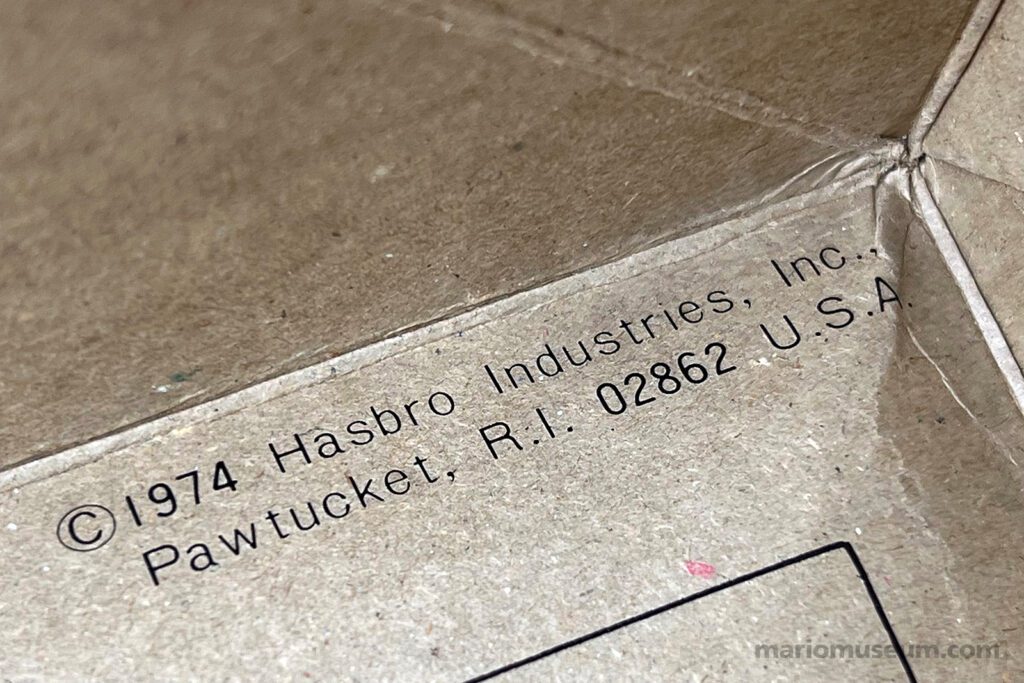 ©1974 Hasbro Industries, Inc.,
Pawtucket, R.I. 02862 U.S.A.
mariomuseum.com